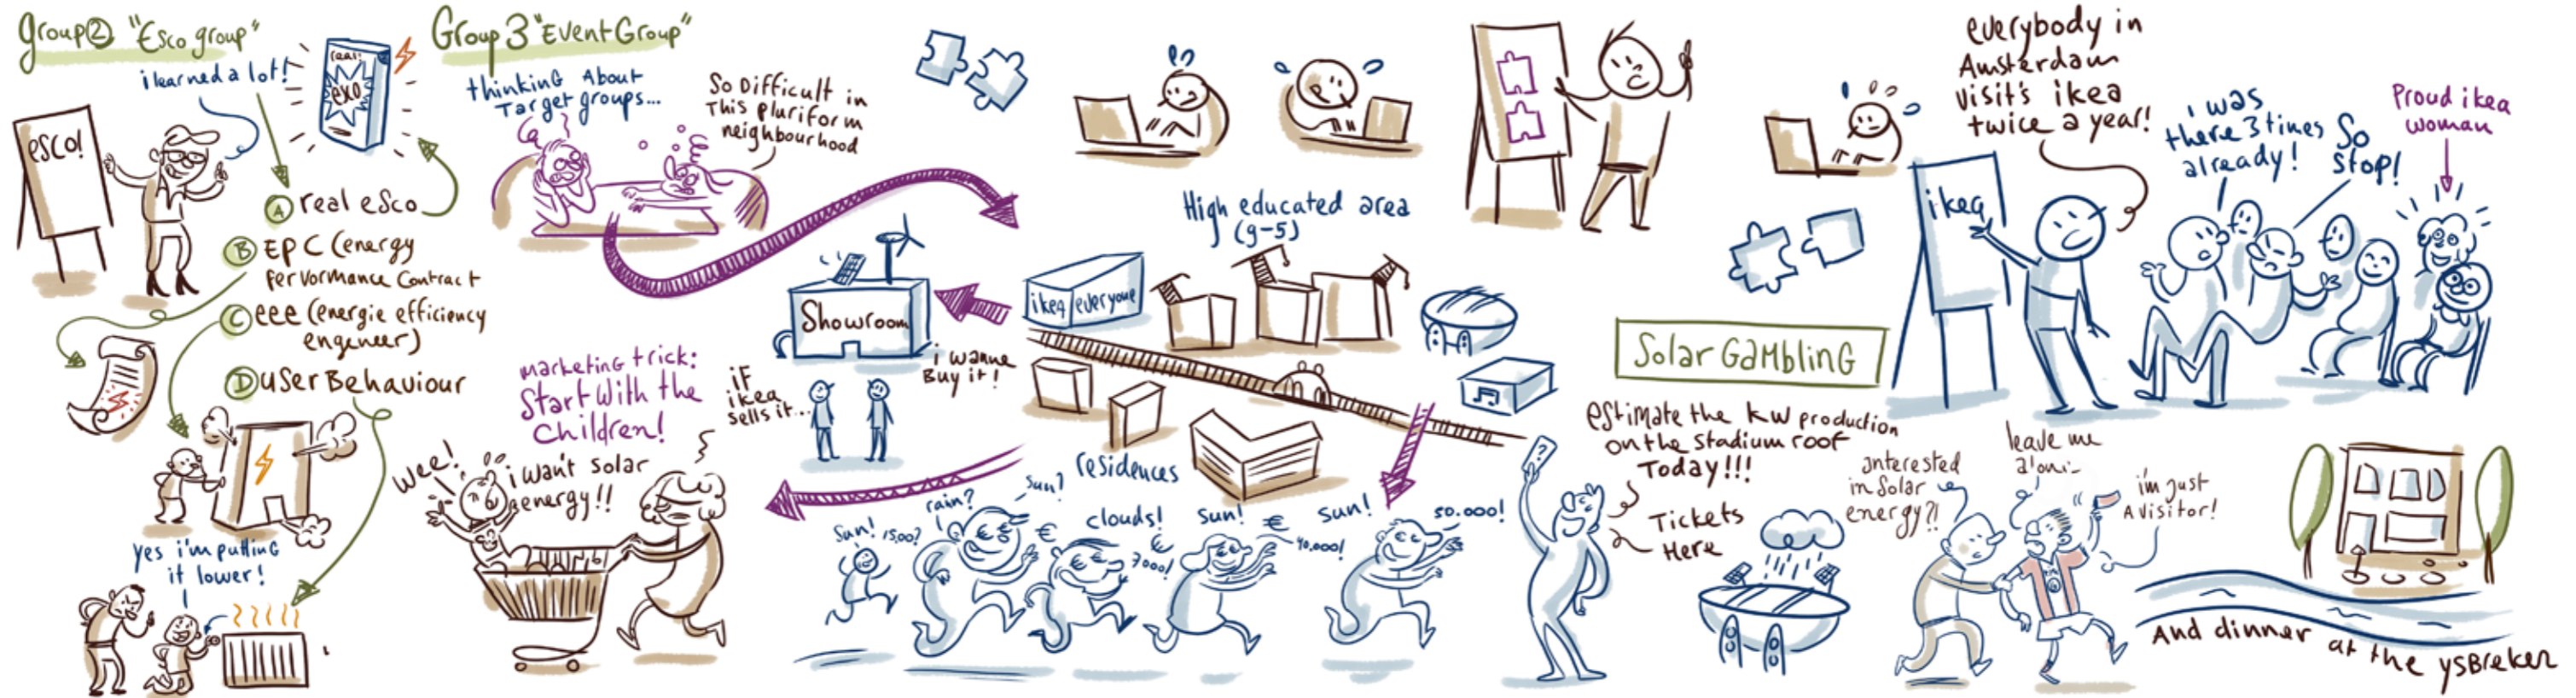 Group 2 "Esco group"
i learned a lot!
esco!
real!
exo
A real esco
B EPC (energy
Pervormance Contract
C eee (energie efficiency
engeneer)
D user Behaviour
yes i'm putting
it lower!
Group 3 "Event Group"
thinking About
Target groups...
So Difficult in
This pluriform
neighbourhood
marketing trick:
Start with the
Children!
wee!
i want solar
energy!!
if
ikea
sells it...
i wanne
Buy it!
Showroom
ikea everyone
High educated area
(9-5)
residences
Sun! 1500?
rain?
Sun?
€
clouds!
€
7000!
Sun!
€
40.000!
Sun!
50.000!
?
Solar GaMbling
estimate the kw production
on the stadium roof
Today!!!
Tickets
Here
everybody in
Amsterdam
visit's ikea
twice a year!
ikea
i was
there 3 times
already!
So
Stop!
Proud ikea
woman
interested
in Solar
energy?!
leave me
i'm just
A visitor!
And dinner at the ysBreker